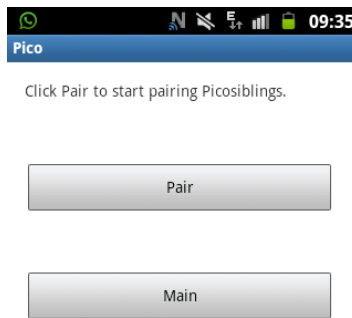 E
09:35
Pico
Click Pair to start pairing Picosiblings.
Pair
Main